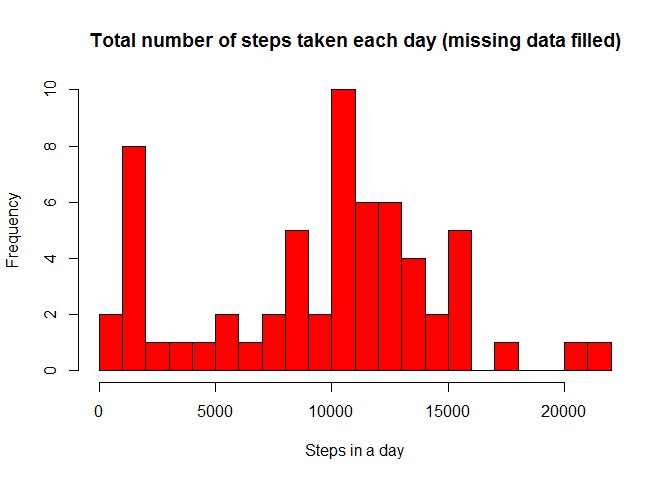 Total number of steps taken each day (missing data filled)
10
8
6
4
2
0
Frequency
0 5000 10000 15000 20000
Steps in a day